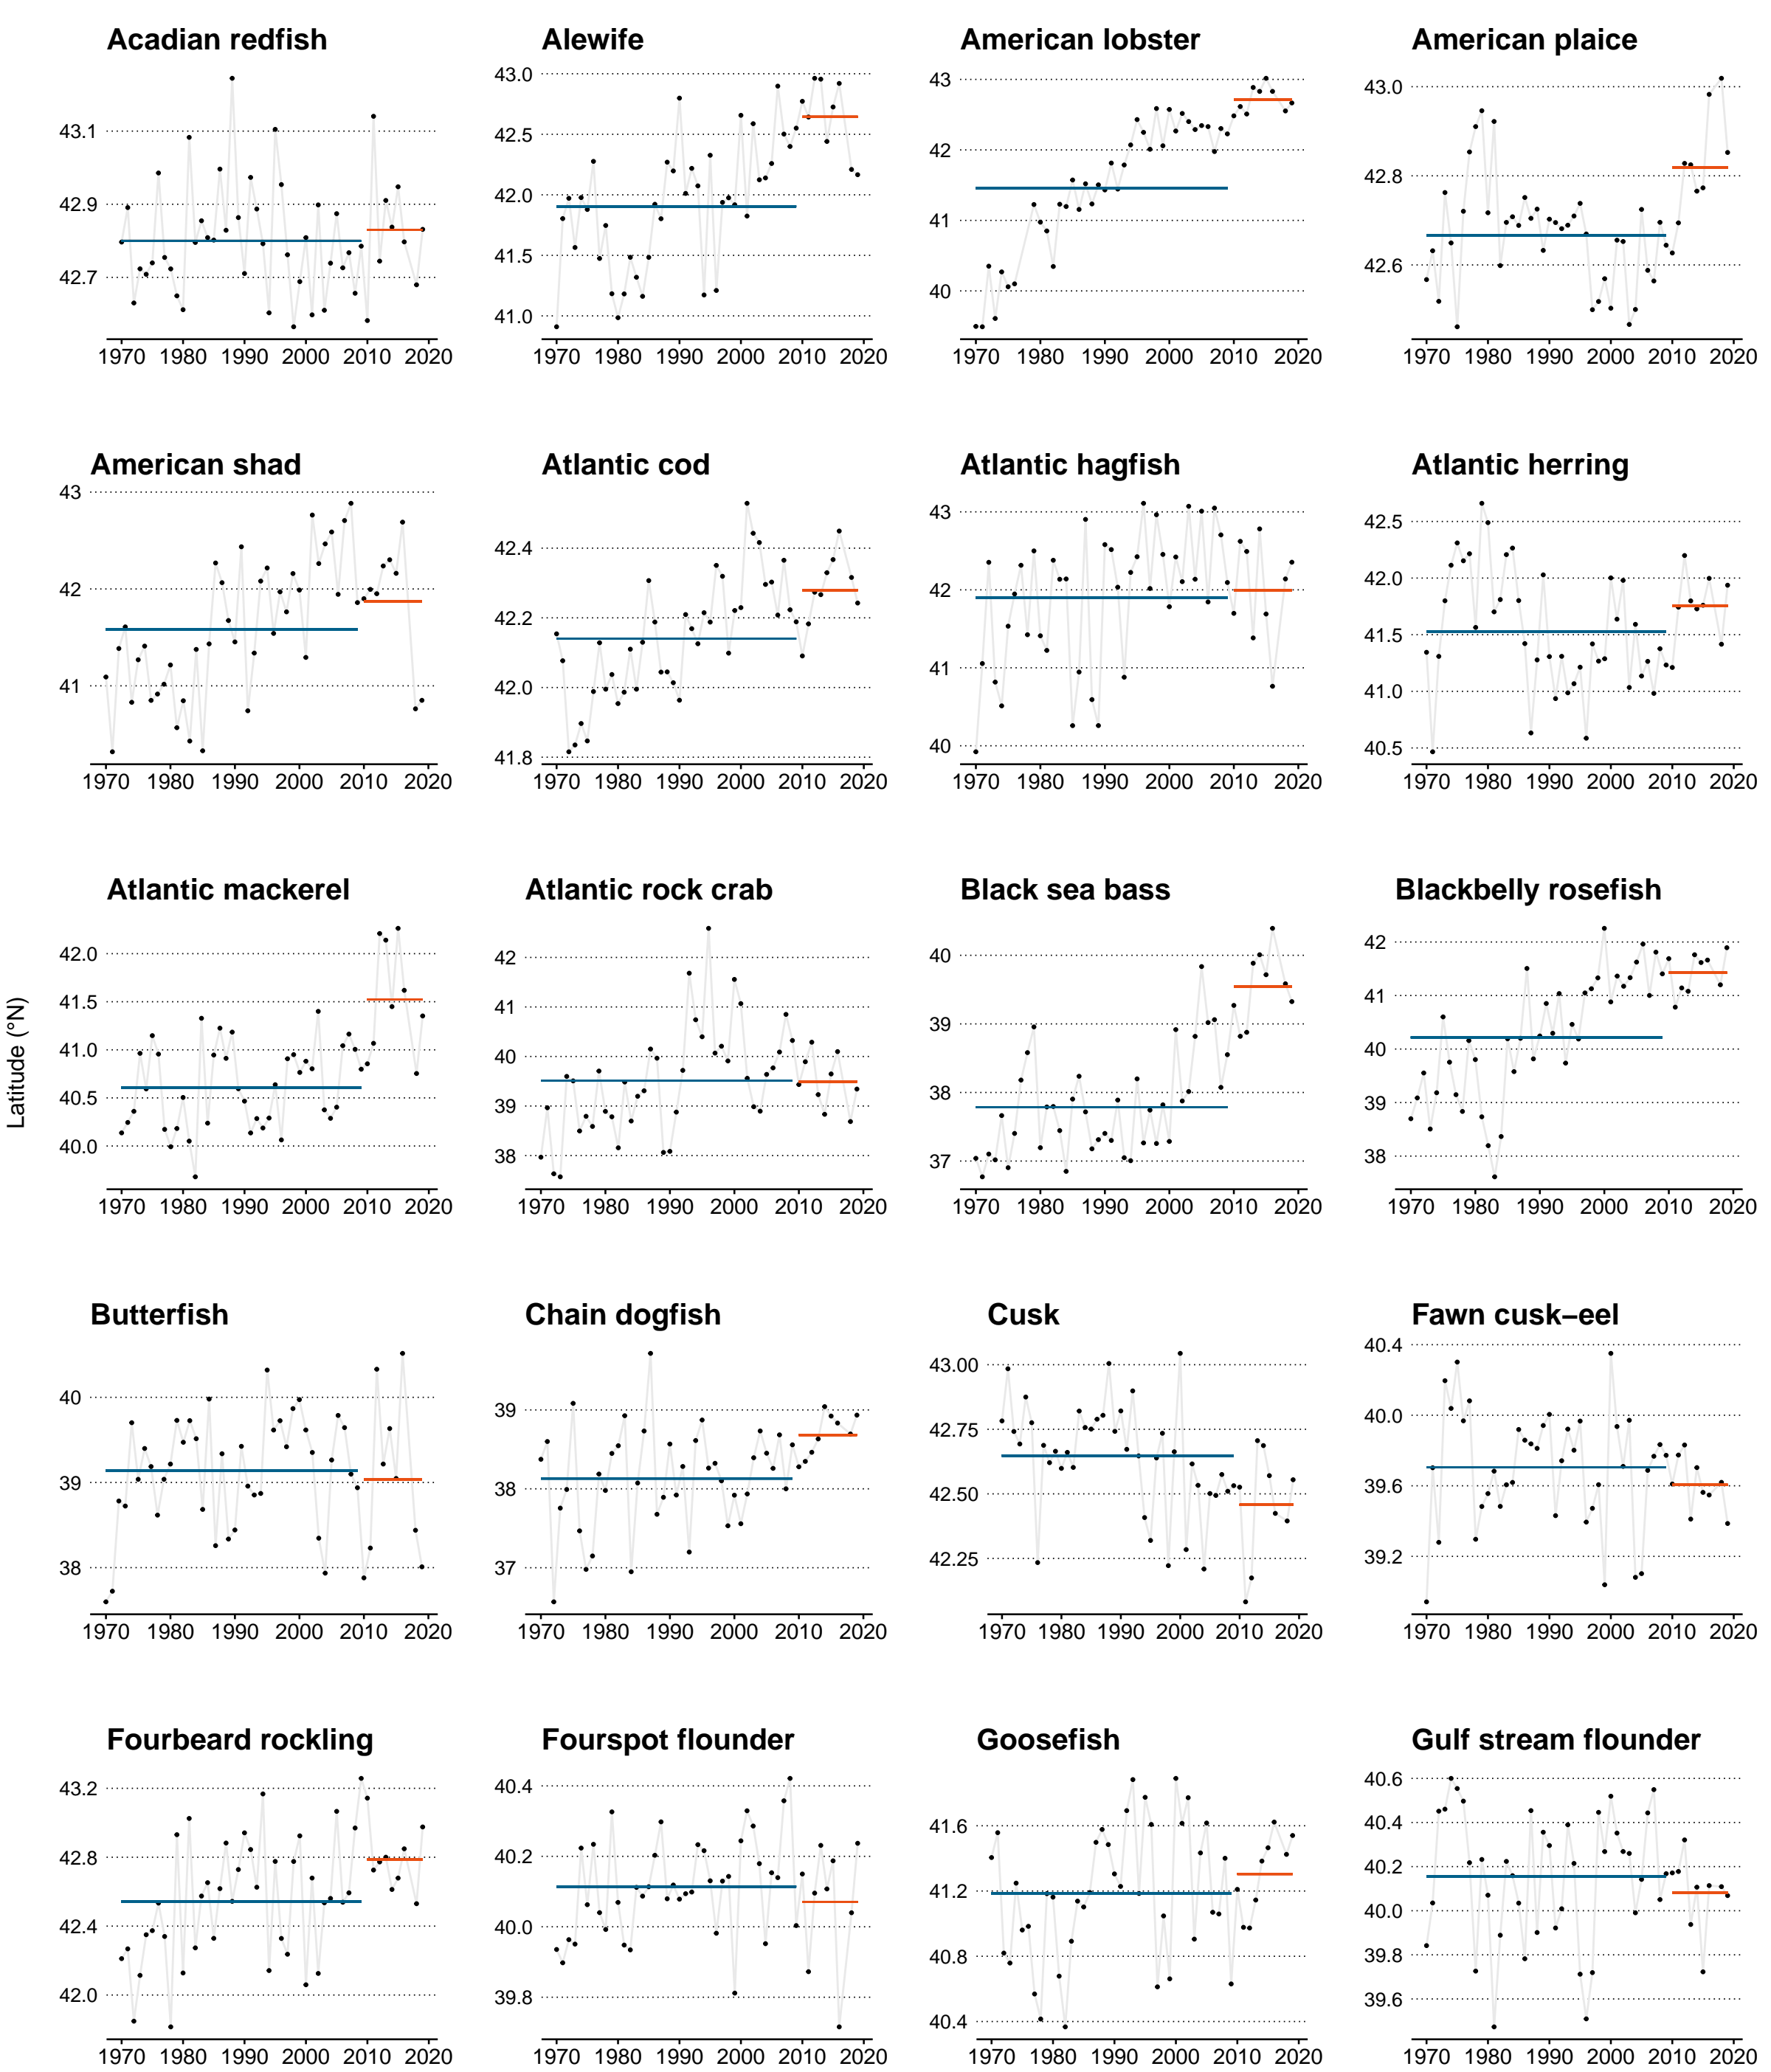 Latitude (°N)
Acadian redfish
43.1
42.9
42.7
1970 1980 1990 2000 2010 2020
Alewife
43.0
42.5
42.0
41.5
41.0
1970 1980 1990 2000 2010 2020
American lobster
43
42
41
40
1970 1980 1990 2000 2010 2020
American plaice
43.0
42.8
42.6
1970 1980 1990 2000 2010 2020
American shad
43
42
41
1970 1980 1990 2000 2010 2020
Atlantic cod
42.4
42.2
42.0
41.8
1970 1980 1990 2000 2010 2020
Atlantic hagfish
43
42
41
40
1970 1980 1990 2000 2010 2020
Atlantic herring
42.5
42.0
41.5
41.0
40.5
1970 1980 1990 2000 2010 2020
Atlantic mackerel
42.0
41.5
41.0
40.5
40.0
1970 1980 1990 2000 2010 2020
Atlantic rock crab
42
41
40
39
38
1970 1980 1990 2000 2010 2020
Black sea bass
40
39
38
37
1970 1980 1990 2000 2010 2020
Blackbelly rosefish
42
41
40
39
38
1970 1980 1990 2000 2010 2020
Butterfish
40
39
38
1970 1980 1990 2000 2010 2020
Chain dogfish
39
38
37
1970 1980 1990 2000 2010 2020
Cusk
43.00
42.75
42.50
42.25
1970 1980 1990 2000 2010 2020
Fawn cusk−eel
40.4
40.0
39.6
39.2
1970 1980 1990 2000 2010 2020
Fourbeard rockling
43.2
42.8
42.4
42.0
1970 1980 1990 2000 2010 2020
Fourspot flounder
40.4
40.2
40.0
39.8
1970 1980 1990 2000 2010 2020
Goosefish
41.6
41.2
40.8
40.4
1970 1980 1990 2000 2010 2020
Gulf stream flounder
40.6
40.4
40.2
40.0
39.8
39.6
1970 1980 1990 2000 2010 2020